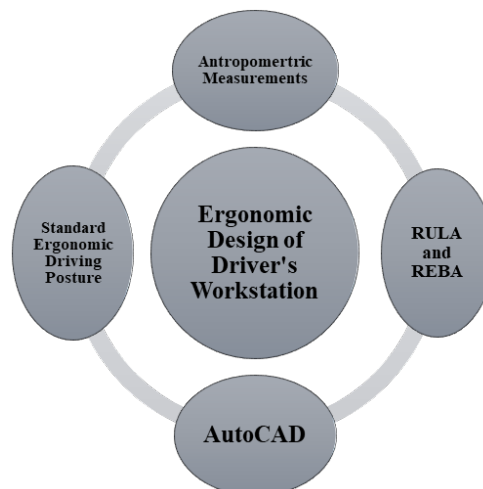 Antropomertric
Measurements
Standard
Ergonomic
Driving
Posture
Ergonomic
Design of
Driver's
Workstation
RULA
and
REBA
AutoCAD